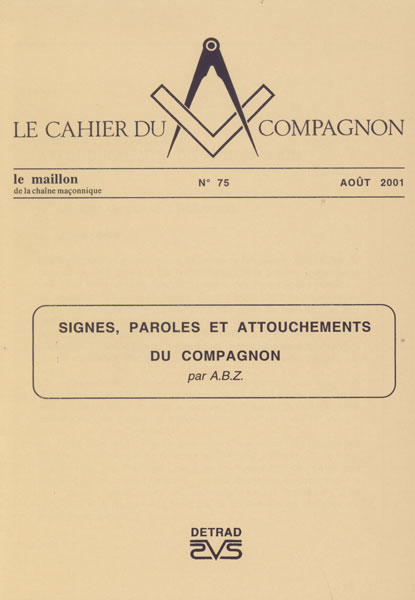 LE CAHIER DU COMPAGNON
le maillon N° 75 AOÛT 2001
de la chaîne maçonnique
SIGNES, PAROLES ET ATTOUCHEMENTS
DU COMPAGNON
par A.B.Z.
DETRAD